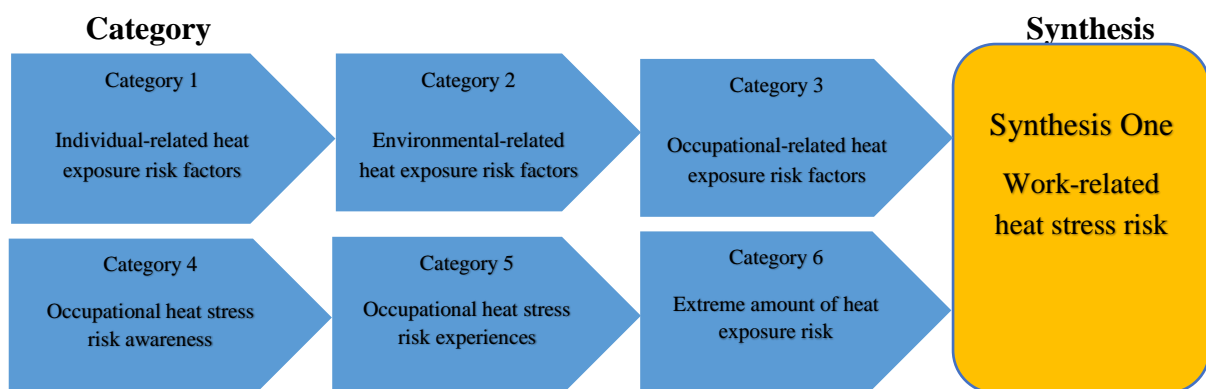 Category
Synthesis
Category 1
Individual-related heat
exposure risk factors
Category 2
Environmental-related
heat exposure risk factors
Category 3
Occupational-related heat
exposure risk factors
Category 4
Occupational heat stress
risk awareness
Category 5
Occupational heat stress
risk experiences
Category 6
Extreme amount of heat
exposure risk
Synthesis One
Work-related
heat stress risk